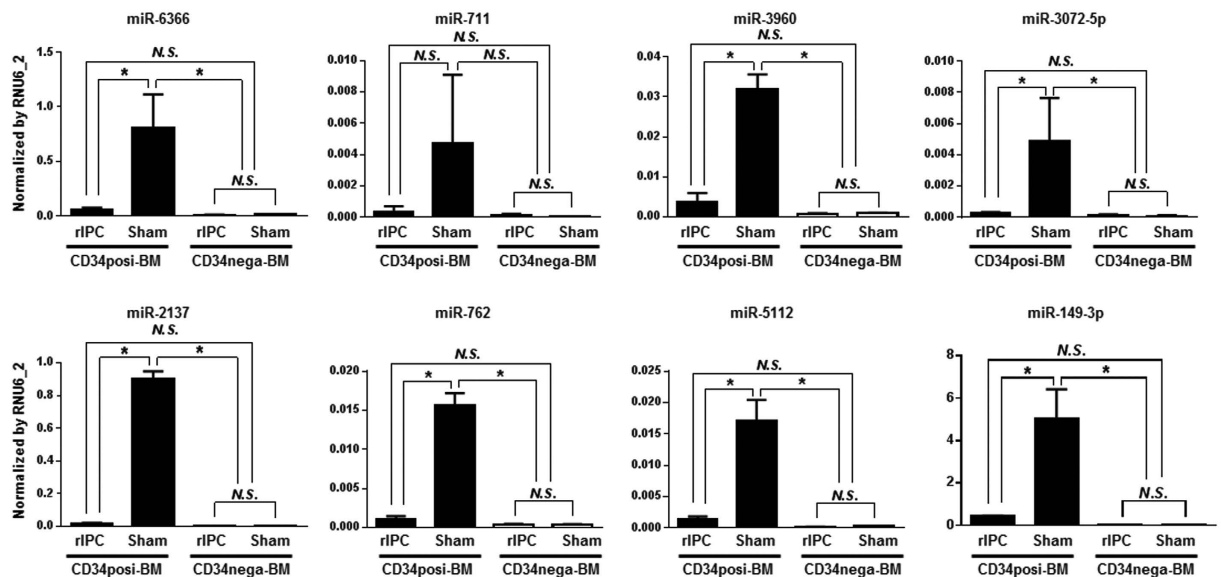 miR-6366
Normalized by RNU6_2
1.5
1.0
0.5
0.0
N.S.
* *
N.S.
rIPC Sham rIPC Sham
CD34posi-BM CD34nega-BM
miR-711
0.010
0.008
0.006
0.004
0.002
0.000
N.S.
N.S. N.S.
N.S.
rIPC Sham rIPC Sham
CD34posi-BM CD34nega-BM
miR-3960
0.04
0.03
0.02
0.01
0.00
N.S.
* *
N.S.
rIPC Sham rIPC Sham
CD34posi-BM CD34nega-BM
miR-3072-5p
0.010
0.008
0.006
0.004
0.002
0.000
N.S.
* *
N.S.
rIPC Sham rIPC Sham
CD34posi-BM CD34nega-BM
miR-2137
Normalized by RNU6_2
1.0
0.8
0.6
0.4
0.2
0.0
N.S.
* *
N.S.
rIPC Sham rIPC Sham
CD34posi-BM CD34nega-BM
miR-762
0.020
0.015
0.010
0.005
0.000
N.S.
* *
N.S.
rIPC Sham rIPC Sham
CD34posi-BM CD34nega-BM
miR-5112
0.025
0.020
0.015
0.010
0.005
0.000
N.S.
* *
N.S.
rIPC Sham rIPC Sham
CD34posi-BM CD34nega-BM
miR-149-3p
8
6
4
2
0
N.S.
* *
N.S.
rIPC Sham rIPC Sham
CD34posi-BM CD34nega-BM